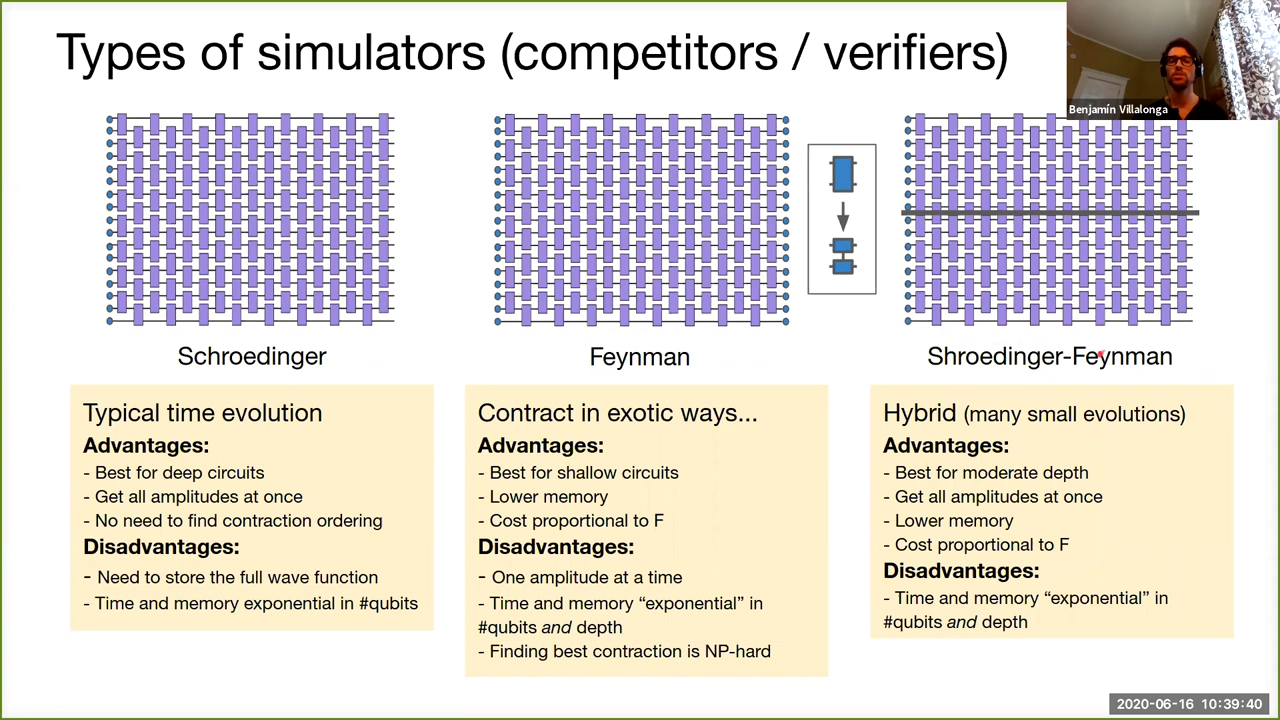 Types of simulators (competitors / verifiers)
Benjamín Villalonga
Schroedinger
Typical time evolution
Advantages:
- Best for deep circuits
- Get all amplitudes at once
- No need to find contraction ordering
Disadvantages:
- Need to store the full wave function
- Time and memory exponential in #qubits
Feynman
Contract in exotic ways...
Advantages:
- Best for shallow circuits
- Lower memory
- Cost proportional to F
Disadvantages:
- One amplitude at a time
- Time and memory “exponential” in
#qubits and depth
- Finding best contraction is NP-hard
Shroedinger-Feynman
Hybrid (many small evolutions)
Advantages:
- Best for moderate depth
- Get all amplitudes at once
- Lower memory
- Cost proportional to F
Disadvantages:
- Time and memory “exponential” in
#qubits and depth
2020-06-16 10:39:40